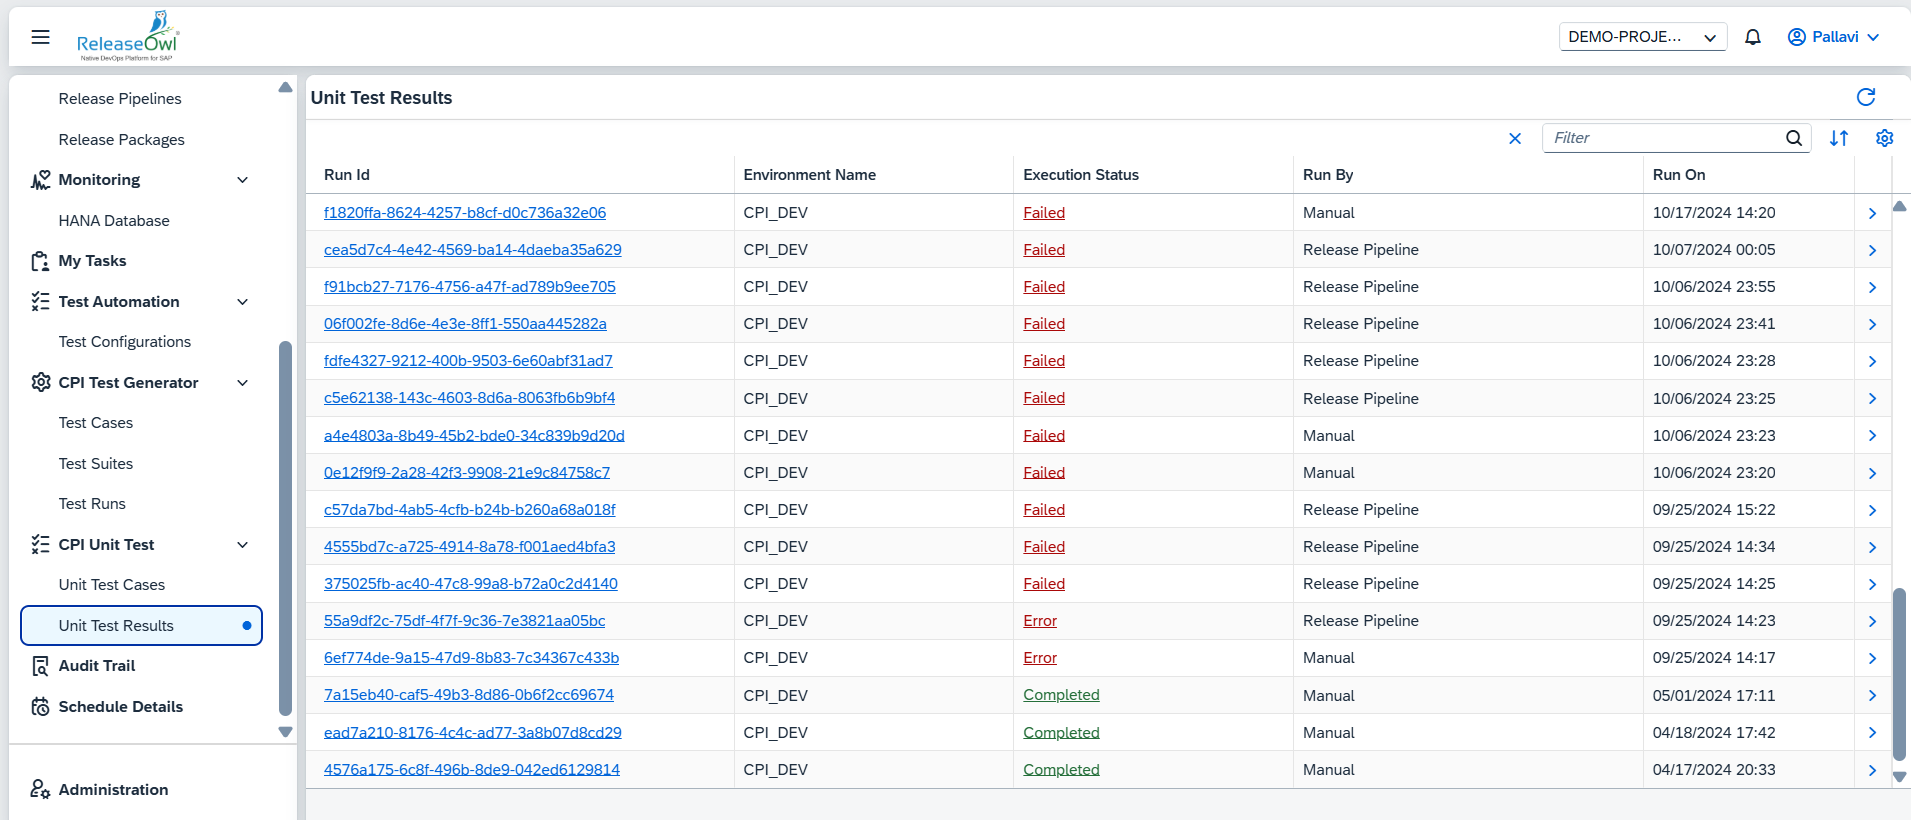 ReleaseOwl
Native DevOps Platform for SAP
DEMO-PROJE...
Pallavi
Release Pipelines
Release Packages
Monitoring
HANA Database
My Tasks
Test Automation
Test Configurations
CPI Test Generator
Test Cases
Test Suites
Test Runs
CPI Unit Test
Unit Test Cases
Unit Test Results
Audit Trail
Schedule Details
Administration
Unit Test Results
Filter
Run Id Environment Name Execution Status Run By Run On
f1820ffa-8624-4257-b8cf-d0c736a32e06 CPI_DEV Failed Manual 10/17/2024 14:20
cea5d7c4-4e42-4569-ba14-4daeba35a629 CPI_DEV Failed Release Pipeline 10/07/2024 00:05
f91bcb27-7176-4756-a47f-ad789b9ee705 CPI_DEV Failed Release Pipeline 10/06/2024 23:55
06f002fe-8d6e-4e3e-8ff1-550aa445282a CPI_DEV Failed Release Pipeline 10/06/2024 23:41
fdfe4327-9212-400b-9503-6e60abf31ad7 CPI_DEV Failed Release Pipeline 10/06/2024 23:28
c5e62138-143c-4603-8d6a-8063fb6b9bf4 CPI_DEV Failed Release Pipeline 10/06/2024 23:25
a4e4803a-8b49-45b2-bde0-34c839b9d20d CPI_DEV Failed Manual 10/06/2024 23:23
0e12f9f9-2a28-42f3-9908-21e9c84758c7 CPI_DEV Failed Manual 10/06/2024 23:20
c57da7bd-4ab5-4cfb-b24b-b260a68a018f CPI_DEV Failed Release Pipeline 09/25/2024 15:22
4555bd7c-a725-4914-8a78-f001aed4bfa3 CPI_DEV Failed Release Pipeline 09/25/2024 14:34
375025fb-ac40-47c8-99a8-b72a0c2d4140 CPI_DEV Failed Release Pipeline 09/25/2024 14:25
55a9df2c-75df-4f7f-9c36-7e3821aa05bc CPI_DEV Error Release Pipeline 09/25/2024 14:23
6ef774de-9a15-47d9-8b83-7c34367c433b CPI_DEV Error Manual 09/25/2024 14:17
7a15eb40-caf5-49b3-8d86-0b6f2cc69674 CPI_DEV Completed Manual 05/01/2024 17:11
ead7a210-8176-4c4c-ad77-3a8b07d8cd29 CPI_DEV Completed Manual 04/18/2024 17:42
4576a175-6c8f-496b-8de9-042ed6129814 CPI_DEV Completed Manual 04/17/2024 20:33